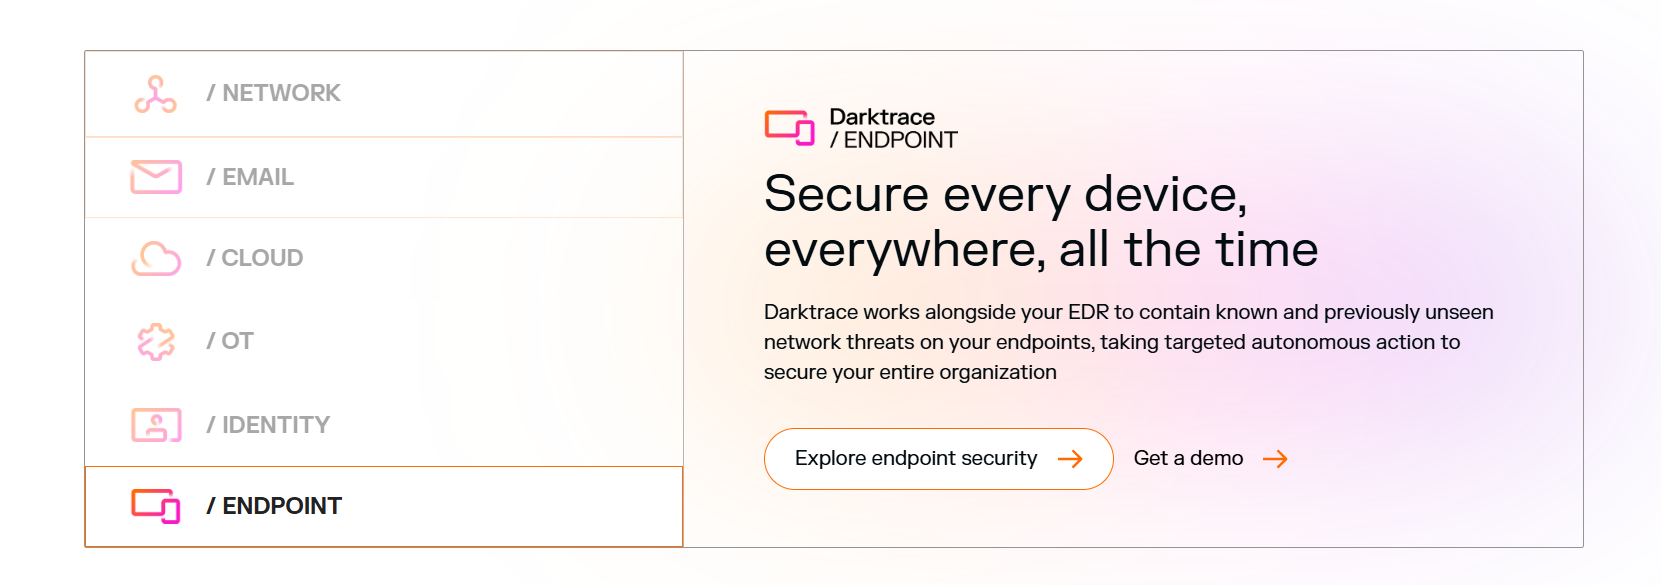 / NETWORK
/ EMAIL
/ CLOUD
/ OT
/ IDENTITY
/ ENDPOINT
Darktrace
/ ENDPOINT
Secure every device,
everywhere, all the time
Darktrace works alongside your EDR to contain known and previously unseen
network threats on your endpoints, taking targeted autonomous action to
secure your entire organization
Explore endpoint security → Get a demo →